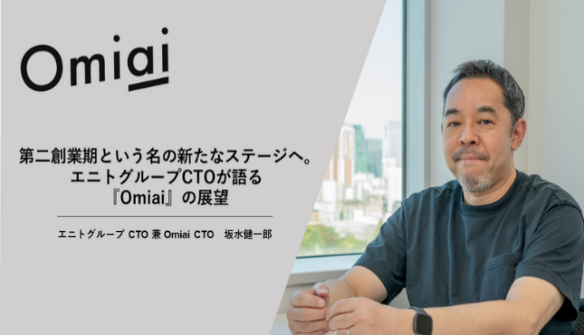 Omiai
第二創業期という名の新たなステージへ。
エニトグループCTOが語る
『Omiai』の展望
エニトグループ CTO 兼 Omiai CTO 坂水健一郎